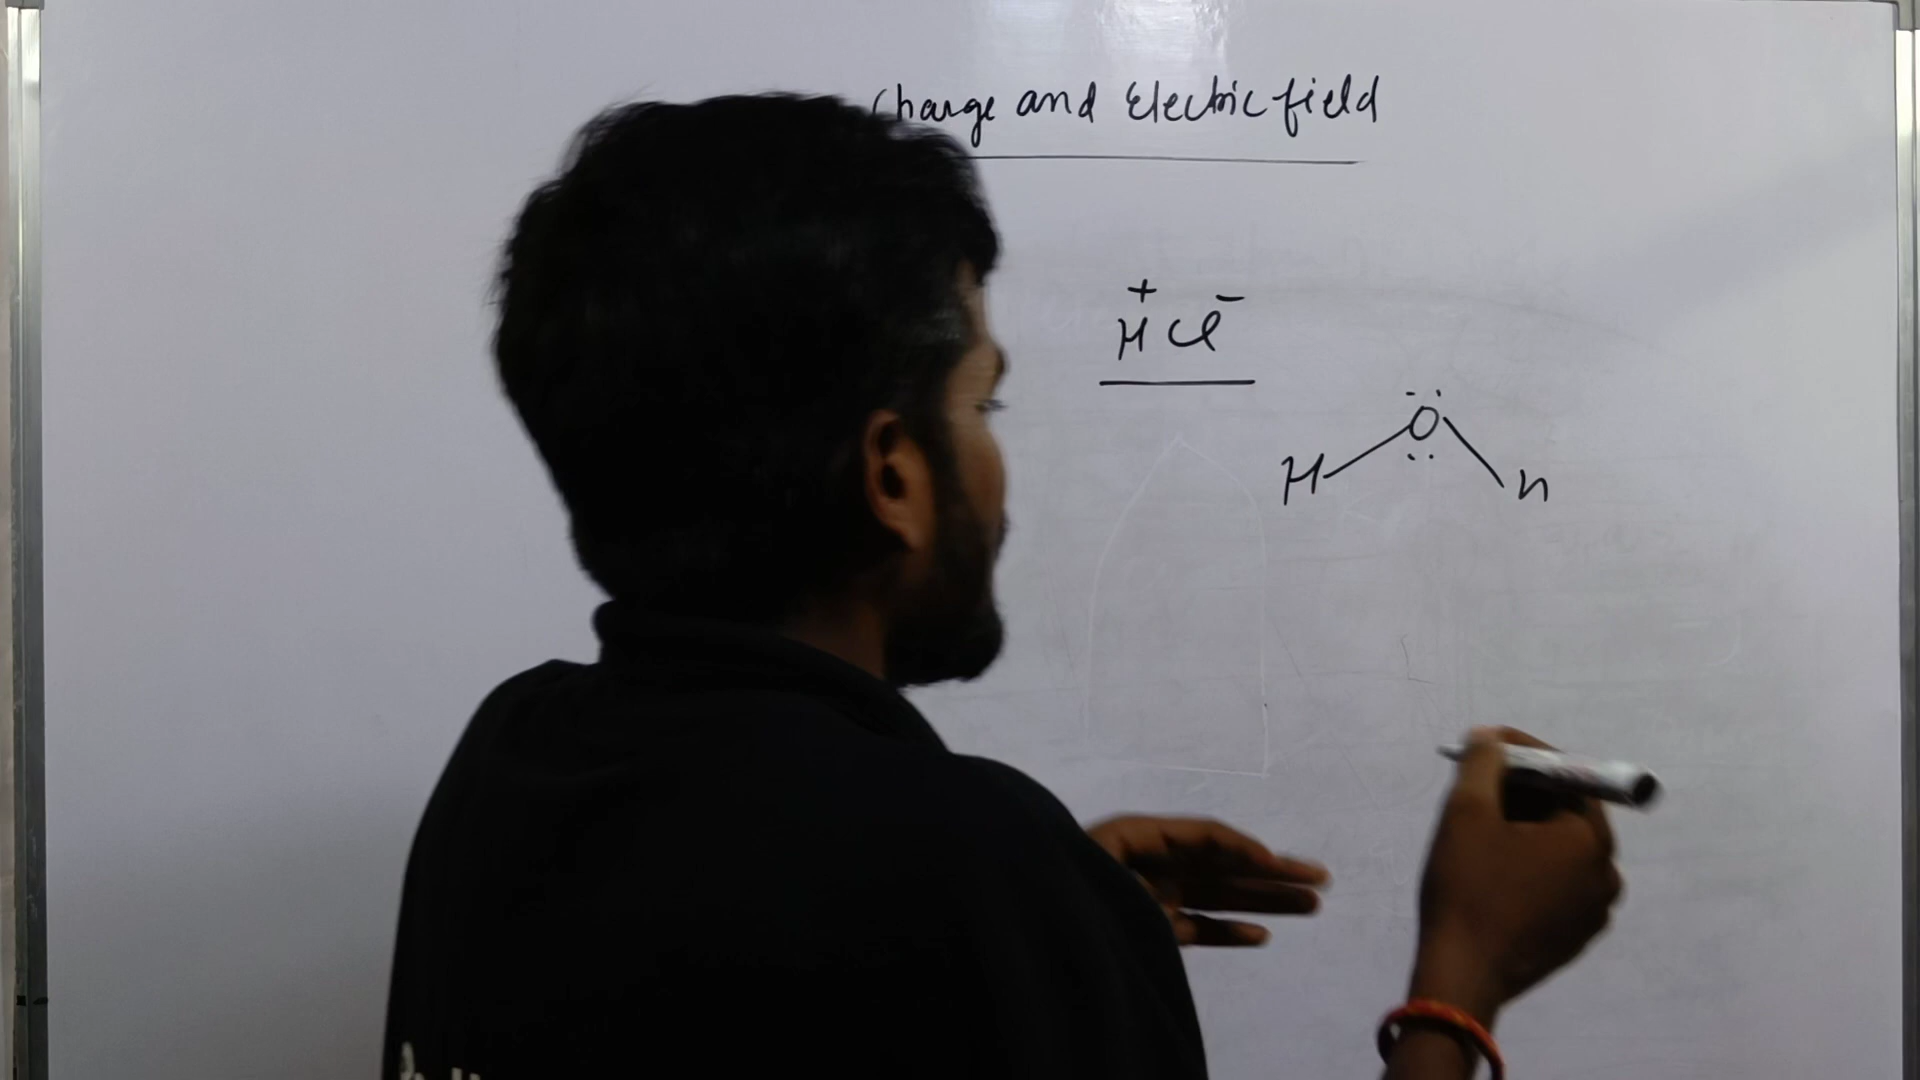 Charge and Electric field
+ -
H Cl
O
H n